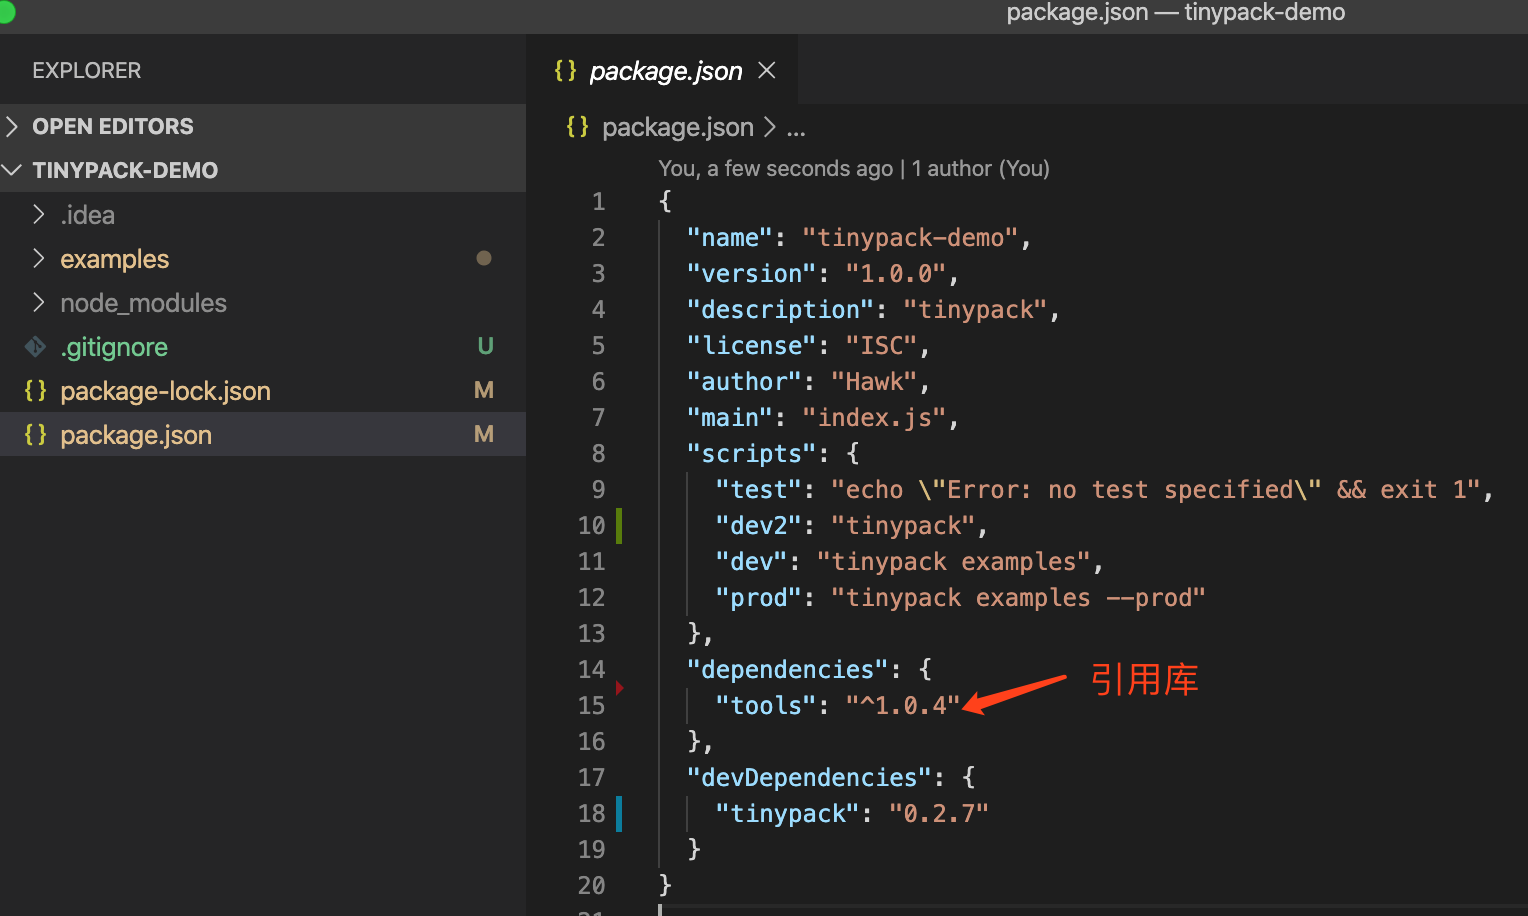 package.json — tinypack-demo
EXPLORER
OPEN EDITORS
TINYPACK-DEMO
.idea
examples
node_modules
.gitignore U
package-lock.json M
package.json M
package.json
package.json > ...
You, a few seconds ago | 1 author (You)
1 {
2 "name": "tinypack-demo",
3 "version": "1.0.0",
4 "description": "tinypack",
5 "license": "ISC",
6 "author": "Hawk",
7 "main": "index.js",
8 "scripts": {
9 "test": "echo \"Error: no test specified\" && exit 1",
10 "dev2": "tinypack",
11 "dev": "tinypack examples",
12 "prod": "tinypack examples --prod"
13 },
14 "dependencies": {
15 "tools": "^1.0.4"
引用库
16 },
17 "devDependencies": {
18 "tinypack": "0.2.7"
19 }
20 }